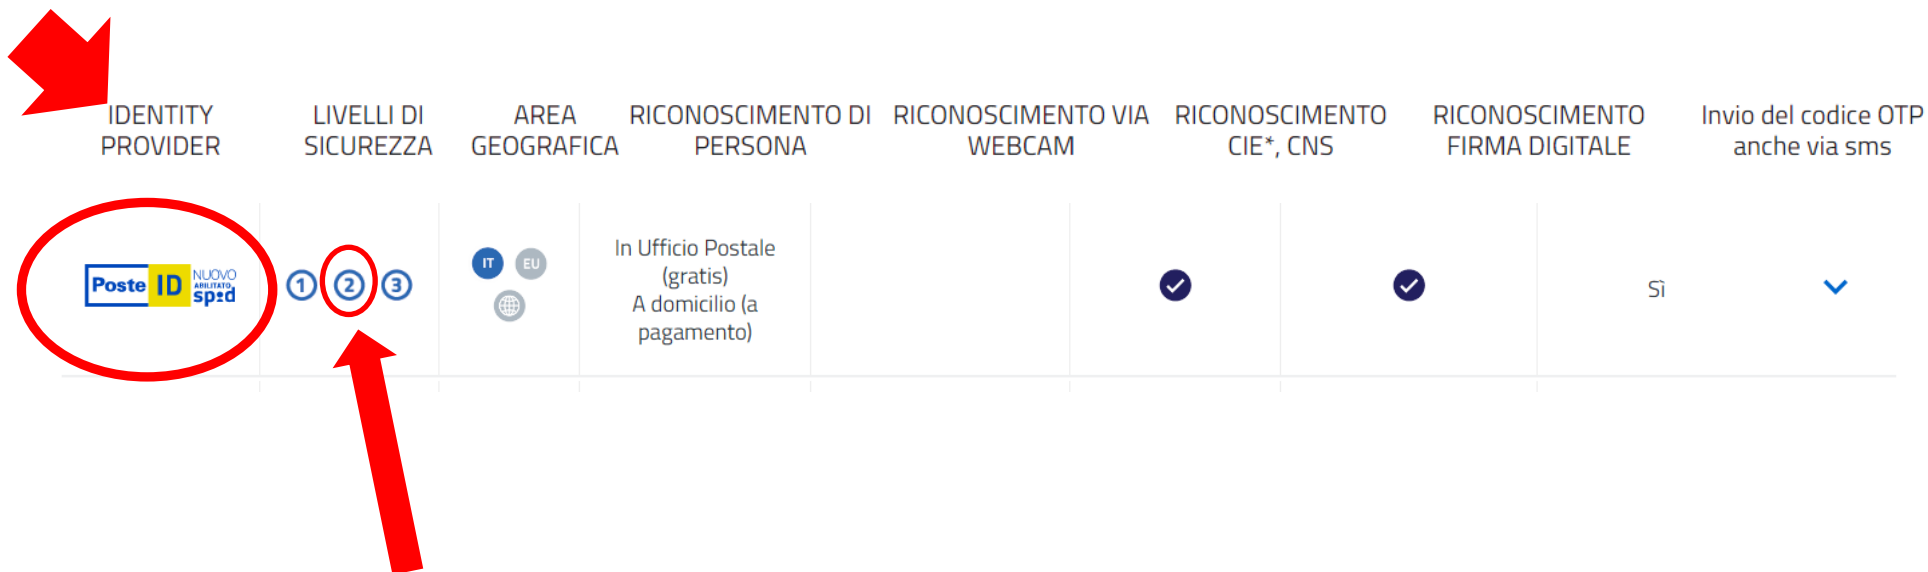 IDENTITY
PROVIDER
LIVELLI DI
SICUREZZA
AREA
GEOGRAFICA
RICONOSCIMENTO DI
PERSONA
RICONOSCIMENTO VIA
WEBCAM
RICONOSCIMENTO
CIE*, CNS
RICONOSCIMENTO
FIRMA DIGITALE
Invio del codice OTP
anche via sms
Poste ID NUOVO
ABILITATO
spid
1 2 3
IT EU
In Ufficio Postale
(gratis)
A domicilio (a
pagamento)
Sì